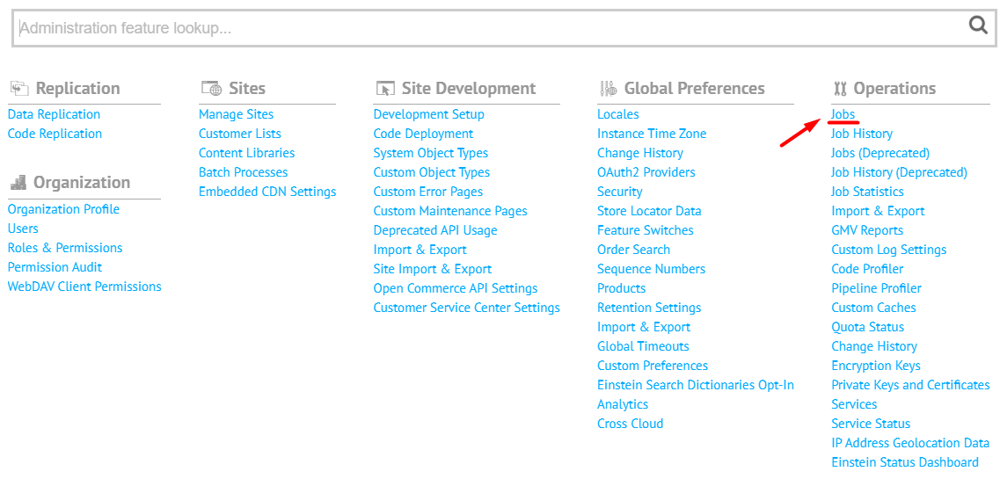 Administration feature lookup...
Replication
Data Replication
Code Replication
Organization
Organization Profile
Users
Roles & Permissions
Permission Audit
WebDAV Client Permissions
Sites
Manage Sites
Customer Lists
Content Libraries
Batch Processes
Embedded CDN Settings
Site Development
Development Setup
Code Deployment
System Object Types
Custom Object Types
Custom Error Pages
Custom Maintenance Pages
Deprecated API Usage
Import & Export
Site Import & Export
Open Commerce API Settings
Customer Service Center Settings
Global Preferences
Locales
Instance Time Zone
Change History
OAuth2 Providers
Security
Store Locator Data
Feature Switches
Order Search
Sequence Numbers
Products
Retention Settings
Import & Export
Global Timeouts
Custom Preferences
Einstein Search Dictionaries Opt-In
Analytics
Cross Cloud
Operations
Jobs
Job History
Jobs (Deprecated)
Job History (Deprecated)
Job Statistics
Import & Export
GMV Reports
Custom Log Settings
Code Profiler
Pipeline Profiler
Custom Caches
Quota Status
Change History
Encryption Keys
Private Keys and Certificates
Services
Service Status
IP Address Geolocation Data
Einstein Status Dashboard